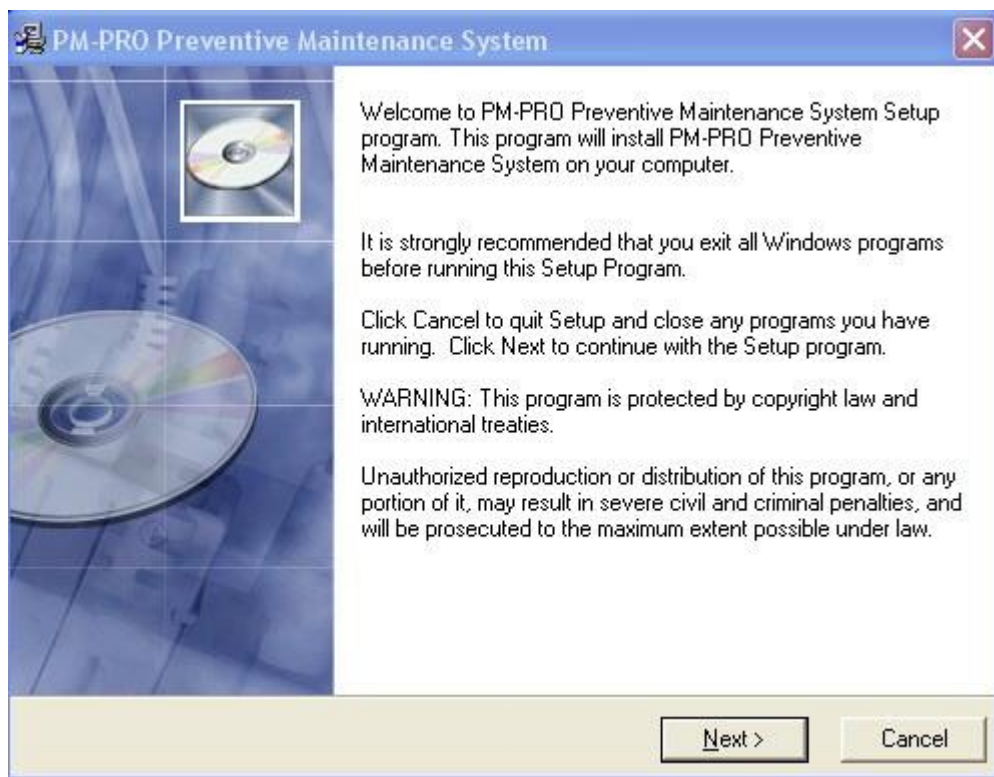 PM-PRO Preventive Maintenance System
Welcome to PM-PRO Preventive Maintenance System Setup
program. This program will install PM-PRO Preventive
Maintenance System on your computer.
It is strongly recommended that you exit all Windows programs
before running this Setup Program.
Click Cancel to quit Setup and close any programs you have
running.  Click Next to continue with the Setup program.
WARNING: This program is protected by copyright law and
international treaties.
Unauthorized reproduction or distribution of this program, or any
portion of it, may result in severe civil and criminal penalties, and
will be prosecuted to the maximum extent possible under law.
Next >
Cancel